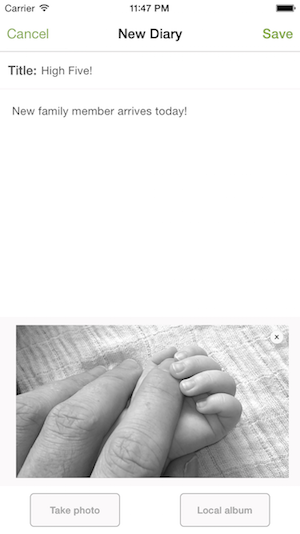 Carrier 11:47 PM
Cancel New Diary Save
Title: High Five!
New family member arrives today!
x
Take photo Local album